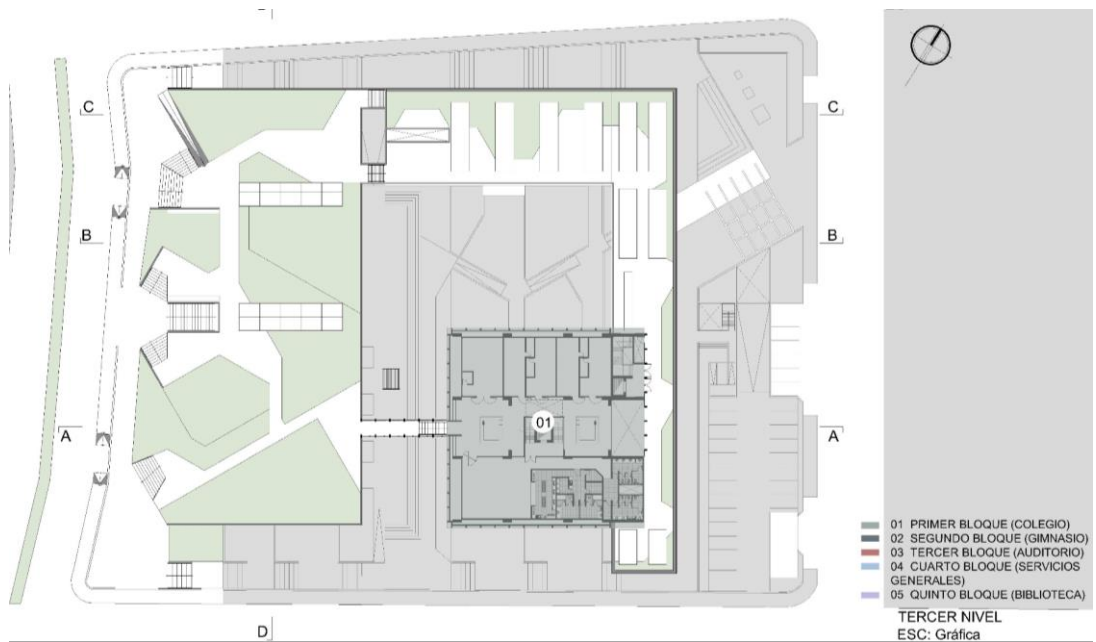 C
C
B
B
A
A
D
01
01 PRIMER BLOQUE (COLEGIO)
02 SEGUNDO BLOQUE (GIMNASIO)
03 TERCER BLOQUE (AUDITORIO)
04 CUARTO BLOQUE (SERVICIOS
GENERALES)
05 QUINTO BLOQUE (BIBLIOTECA)
TERCER NIVEL
ESC: Gráfica